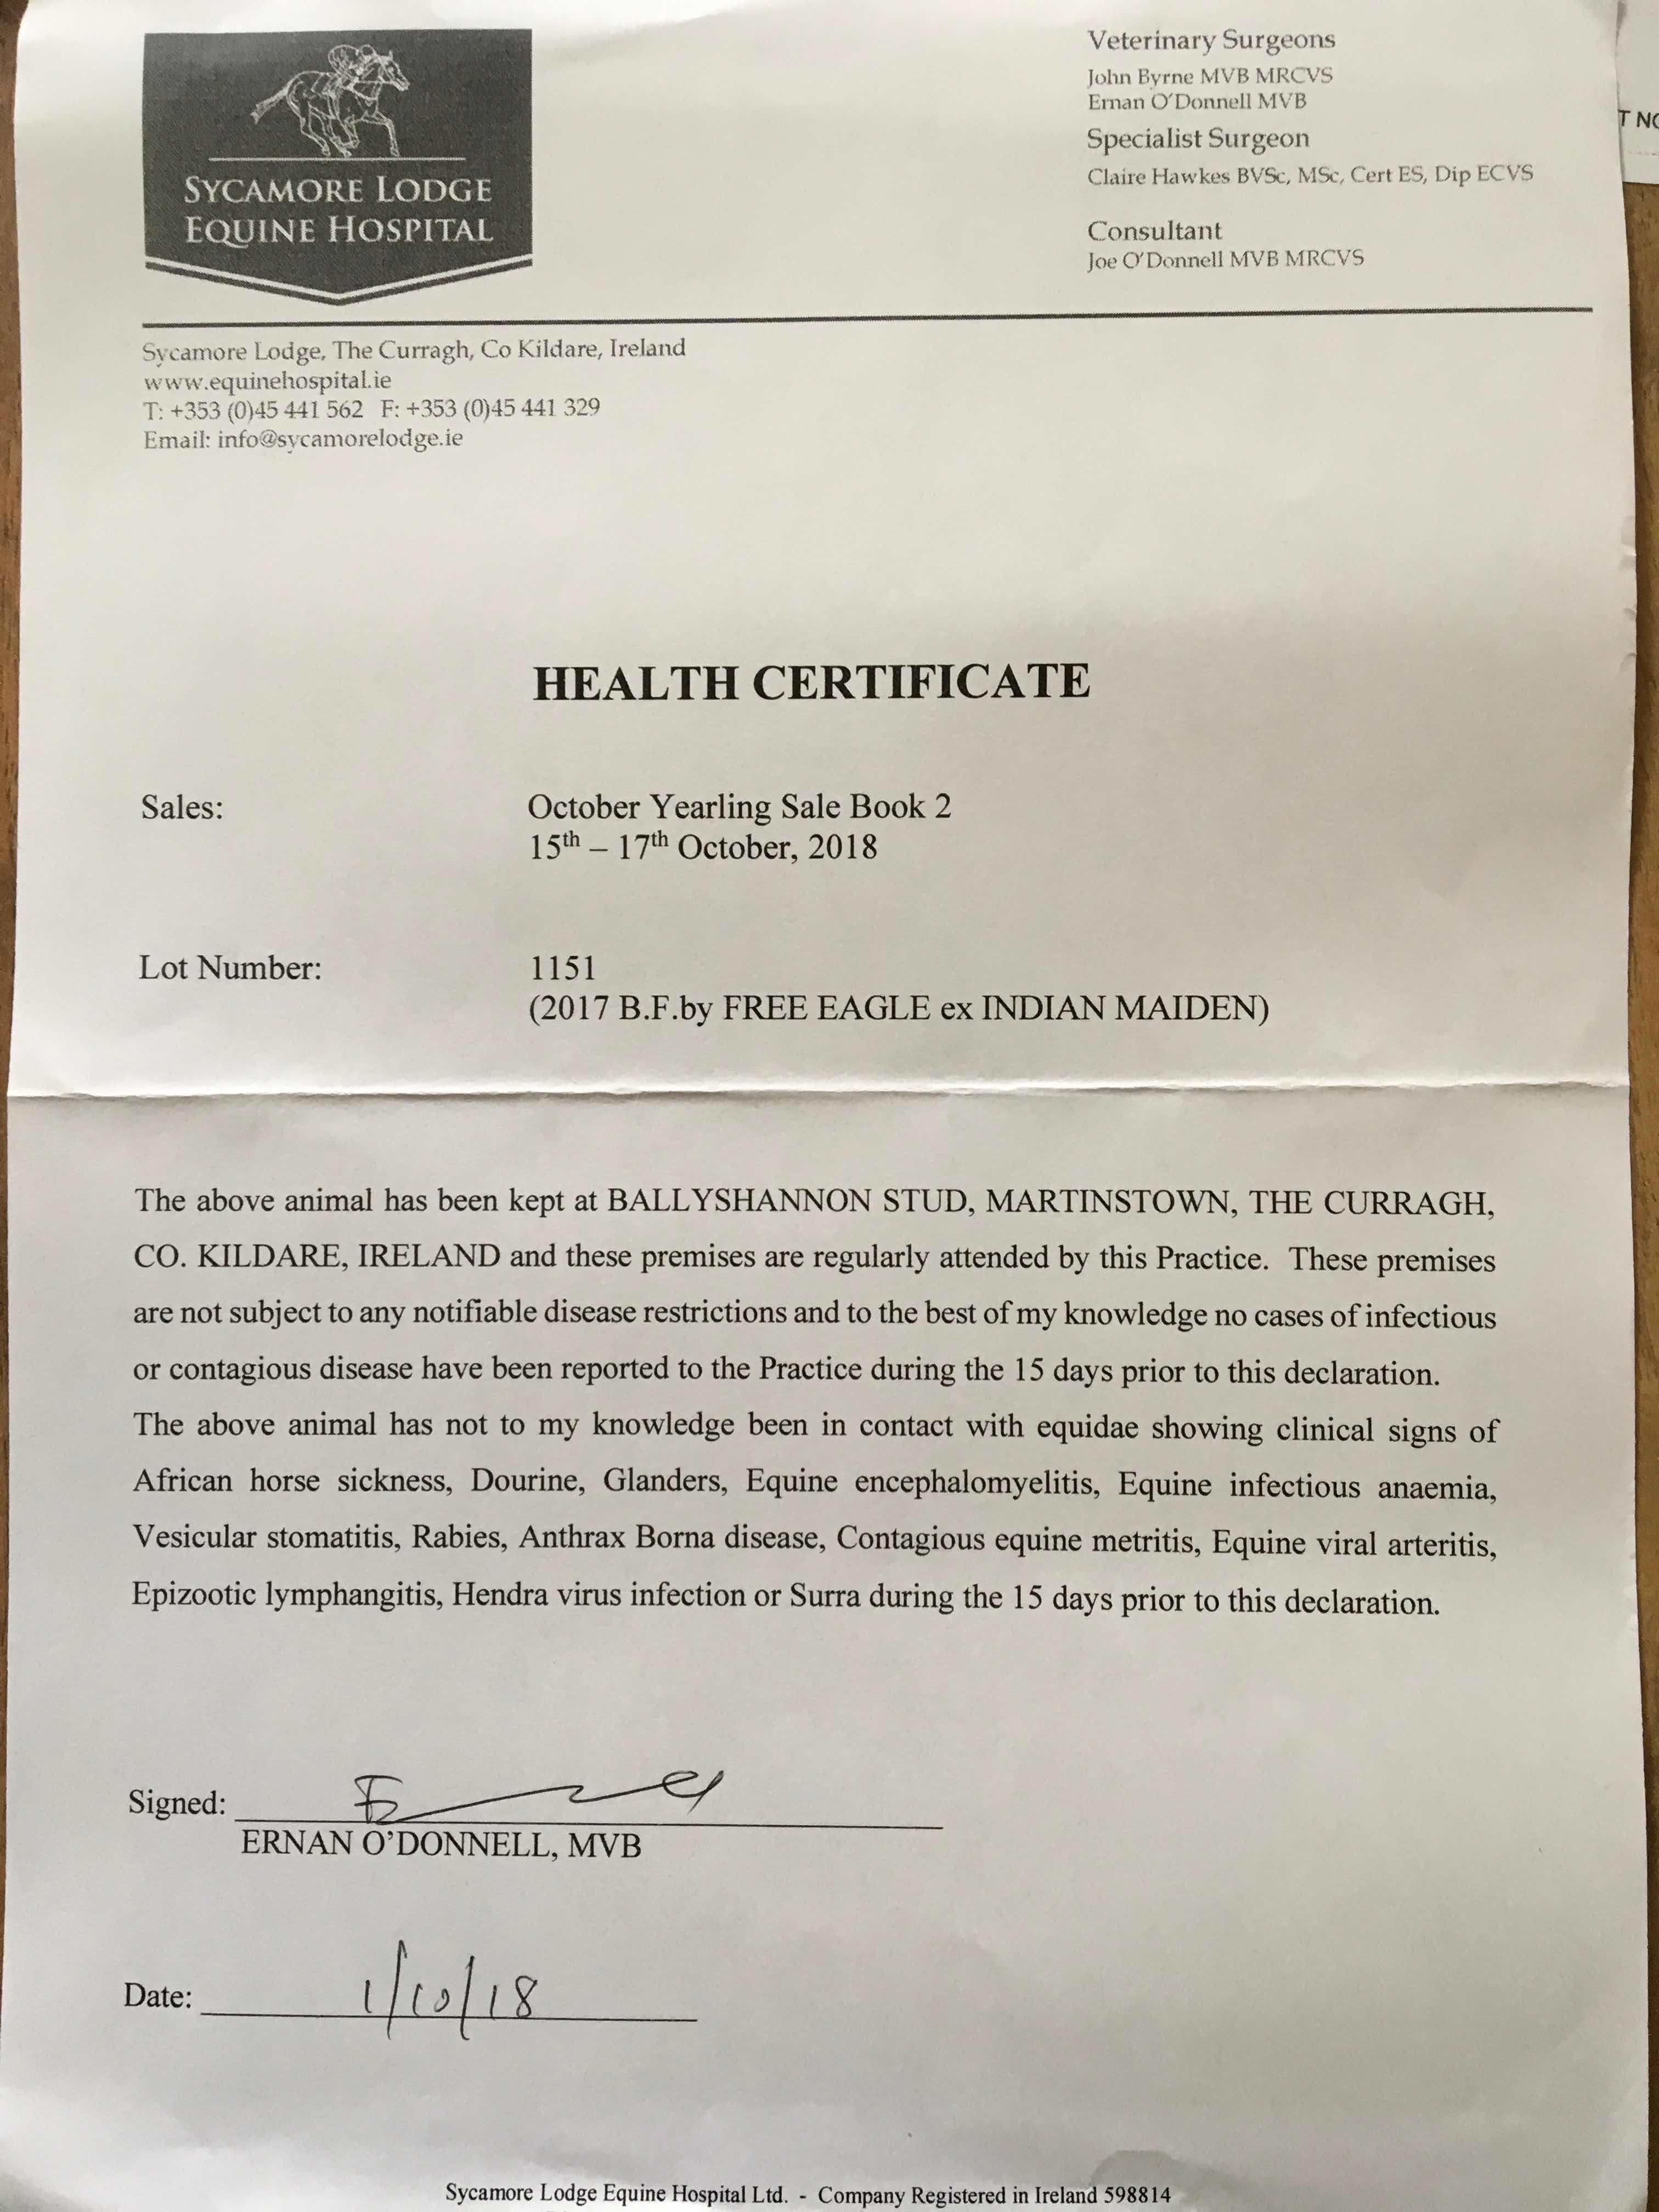 SYCAMORE LODGE
EQUINE HOSPITAL
Veterinary Surgeons
John Byrne MVB MRCVS
Ernan O'Donnell MVB
Specialist Surgeon
Claire Hawkes BVSc, MSc, Cert ES, Dip ECVS
Consultant
Joe O'Donnell MVB MRCVS
Sycamore Lodge, The Curragh, Co Kildare, Ireland
www.equinehospital.ie
T: +353 (0)45 441 562 F: +353 (0)45 441 329
Email: info@sycamorelodge.ie
HEALTH CERTIFICATE
Sales: October Yearling Sale Book 2
15th – 17th October, 2018
Lot Number: 1151
(2017 B.F.by FREE EAGLE ex INDIAN MAIDEN)
The above animal has been kept at BALLYSHANNON STUD, MARTINSTOWN, THE CURRAGH,
CO. KILDARE, IRELAND and these premises are regularly attended by this Practice. These premises
are not subject to any notifiable disease restrictions and to the best of my knowledge no cases of infectious
or contagious disease have been reported to the Practice during the 15 days prior to this declaration.
The above animal has not to my knowledge been in contact with equidae showing clinical signs of
African horse sickness, Dourine, Glanders, Equine encephalomyelitis, Equine infectious anaemia,
Vesicular stomatitis, Rabies, Anthrax Borna disease, Contagious equine metritis, Equine viral arteritis,
Epizootic lymphangitis, Hendra virus infection or Surra during the 15 days prior to this declaration.
Signed:
ERNAN O'DONNELL, MVB
Date: 1/10/18
Sycamore Lodge Equine Hospital Ltd. - Company Registered in Ireland 598814